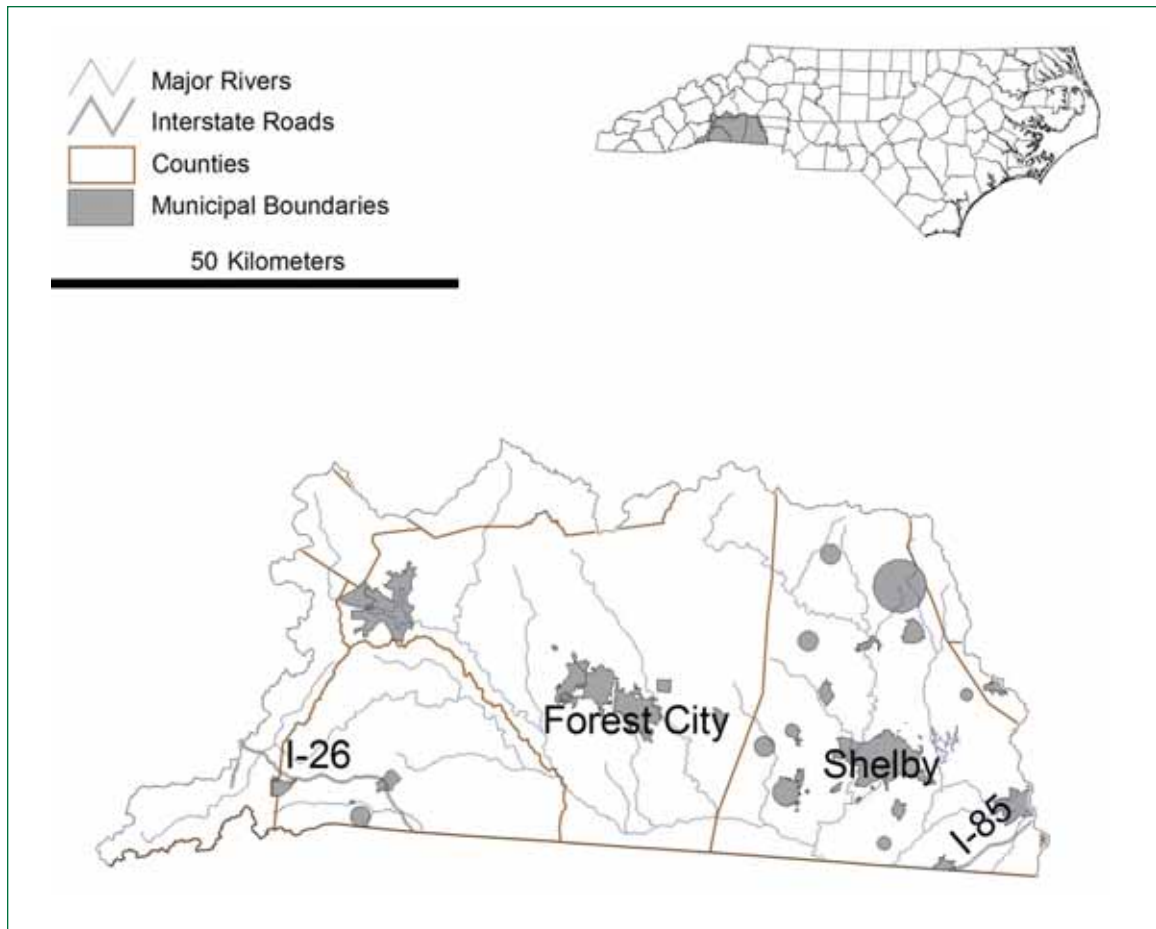 Major Rivers
Interstate Roads
Counties
Municipal Boundaries
50 Kilometers
Forest City
I-26
Shelby
I-85